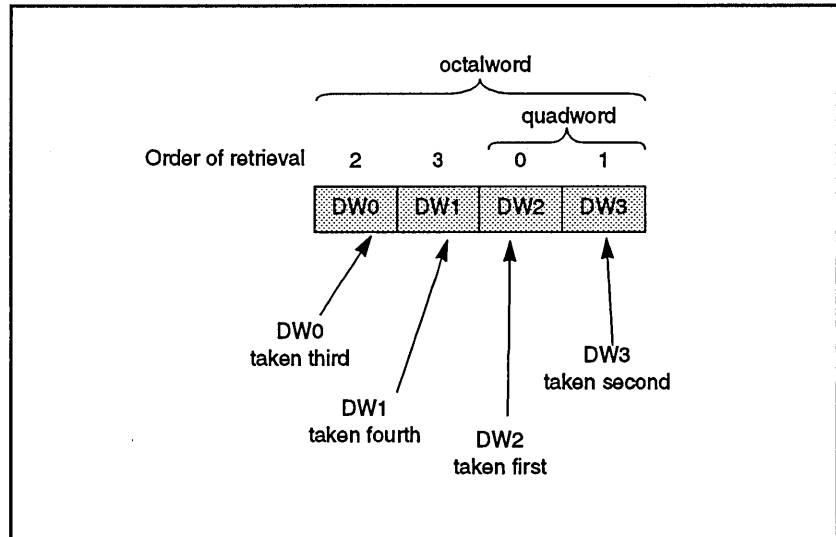 octalword
quadword
Order of retrieval 2 3 0 1
DW0 DW1 DW2 DW3
DW0
taken third
DW3
taken second
DW1
taken fourth
DW2
taken first